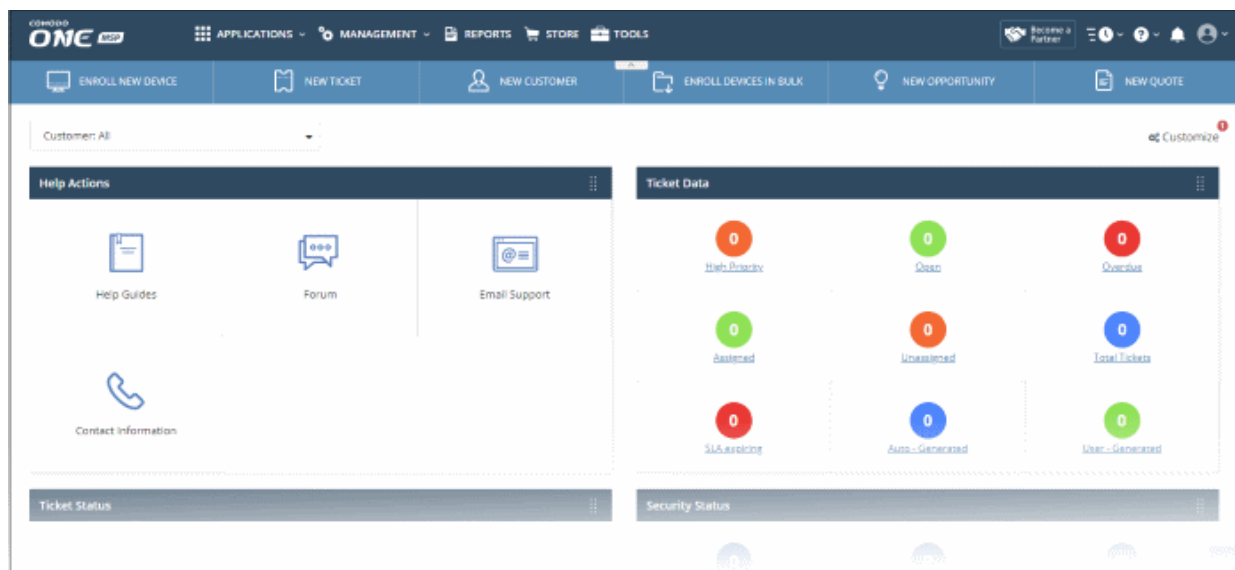 COMODO
ONE MSP
APPLICATIONS
MANAGEMENT
REPORTS
STORE
TOOLS
Become a
Partner
ENROLL NEW DEVICE
NEW TICKET
NEW CUSTOMER
ENROLL DEVICES IN BULK
NEW OPPORTUNITY
NEW QUOTE
Customer: All
1
Customize
Help Actions
Help Guides
Forum
Email Support
Contact Information
Ticket Data
0
High Priority
0
Open
0
Overdue
0
Assigned
0
Unassigned
0
Total Tickets
0
SLA expiring
0
Auto - Generated
0
User - Generated
Ticket Status
Security Status